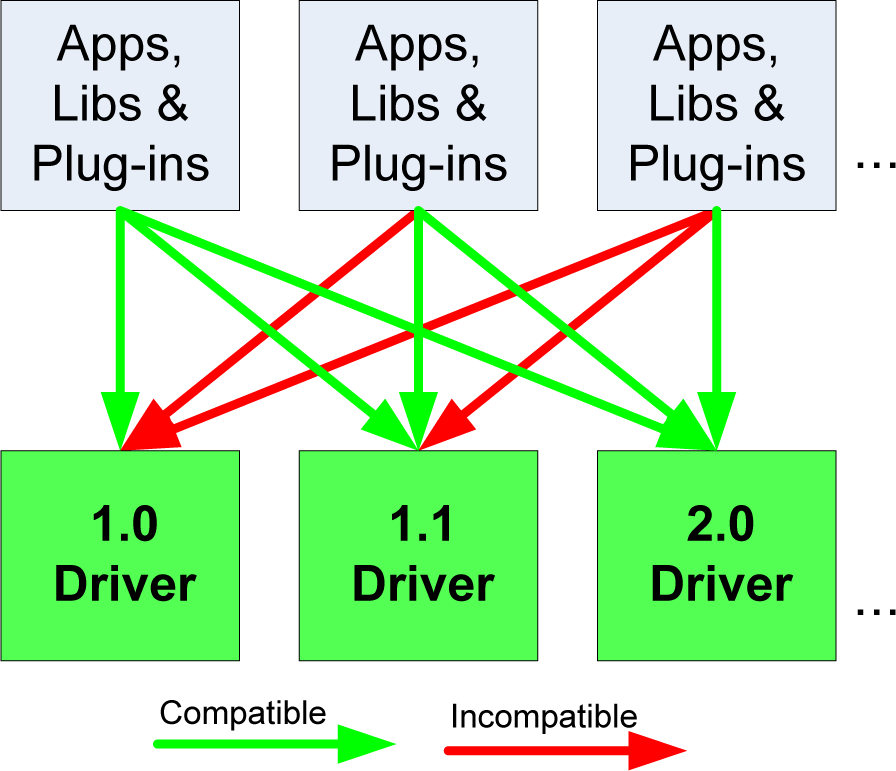 Apps,
Libs &
Plug-ins
Apps,
Libs &
Plug-ins
Apps,
Libs &
Plug-ins
...
1.0
Driver
1.1
Driver
2.0
Driver
...
Compatible
Incompatible